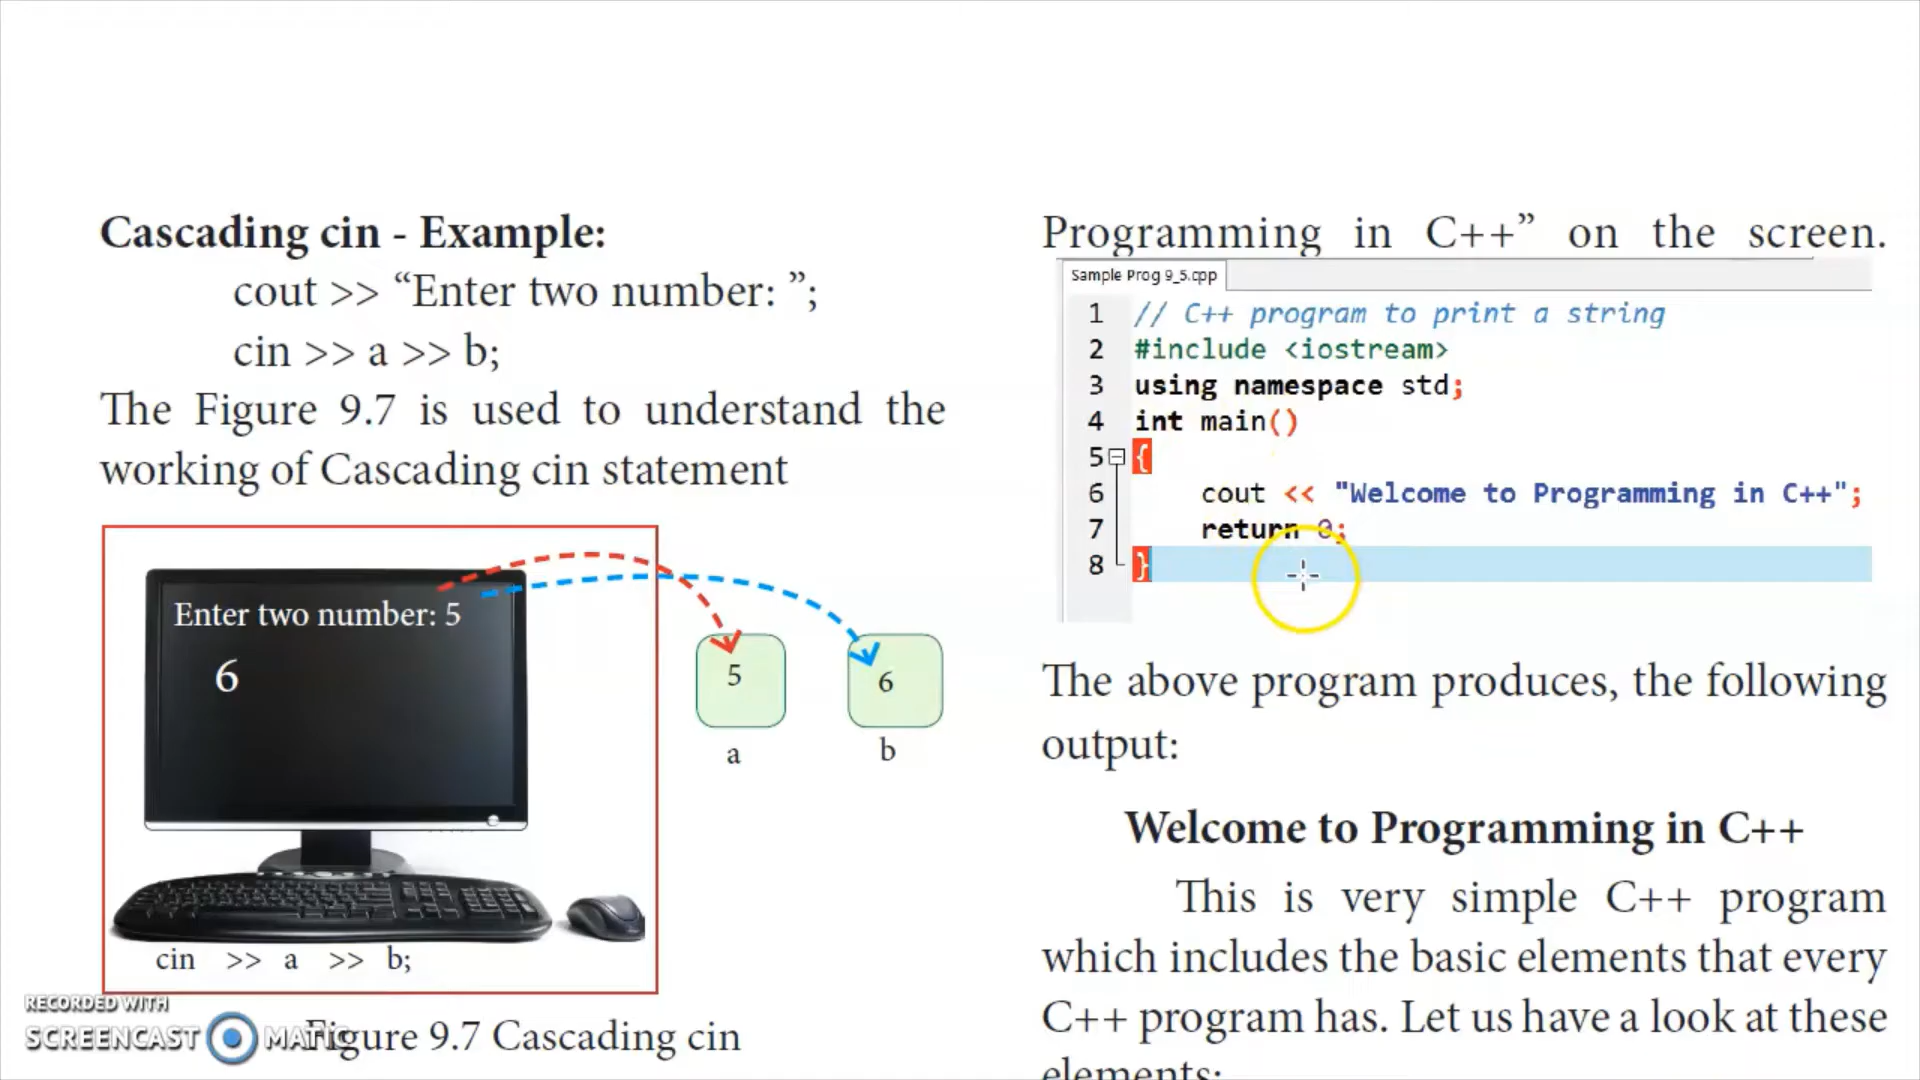 Cascading cin - Example:
cout >> “Enter two number: ”;
cin >> a >> b;
The Figure 9.7 is used to understand the
working of Cascading cin statement
Enter two number: 5
6
5
6
a
b
cin >> a >> b;
Figure 9.7 Cascading cin
RECORDED WITH
SCREENCAST MATIC
Programming in C++” on the screen.
Sample Prog 9_5.cpp
1 // C++ program to print a string
2 #include <iostream>
3 using namespace std;
4 int main()
5 {
6 cout << "Welcome to Programming in C++";
7 return 0;
8 }
The above program produces, the following
output:
Welcome to Programming in C++
This is very simple C++ program
which includes the basic elements that every
C++ program has. Let us have a look at these
elements: